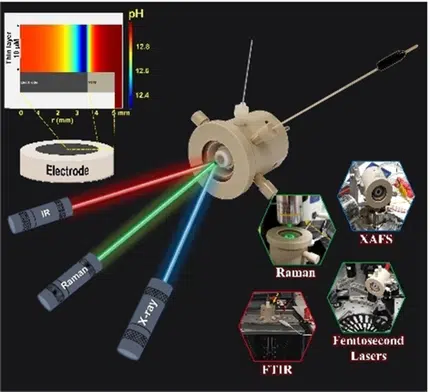 pH
Thin layer
10 µM
12.8
12.6
12.4
electrode
0 1 2 3 4 5 mm
r (mm)
Electrode
IR
Raman
X-ray
Raman
XAFS
FTIR
Femtosecond
Lasers